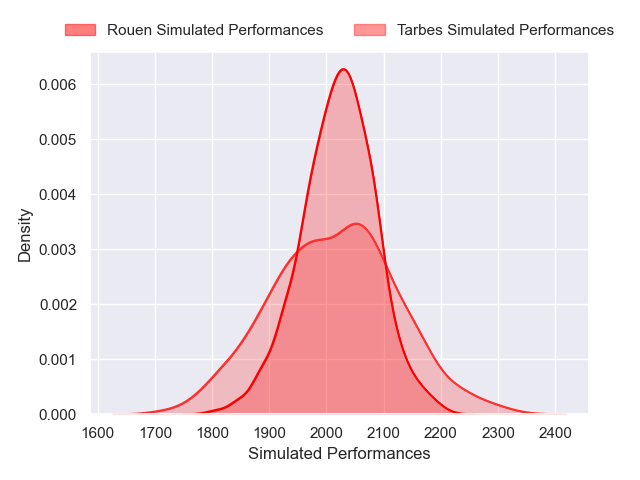 Rouen Simulated Performances
Tarbes Simulated Performances
0.006
0.005
0.004
0.003
0.002
0.001
0.000
Density
1600 1700 1800 1900 2000 2100 2200 2300 2400
Simulated Performances